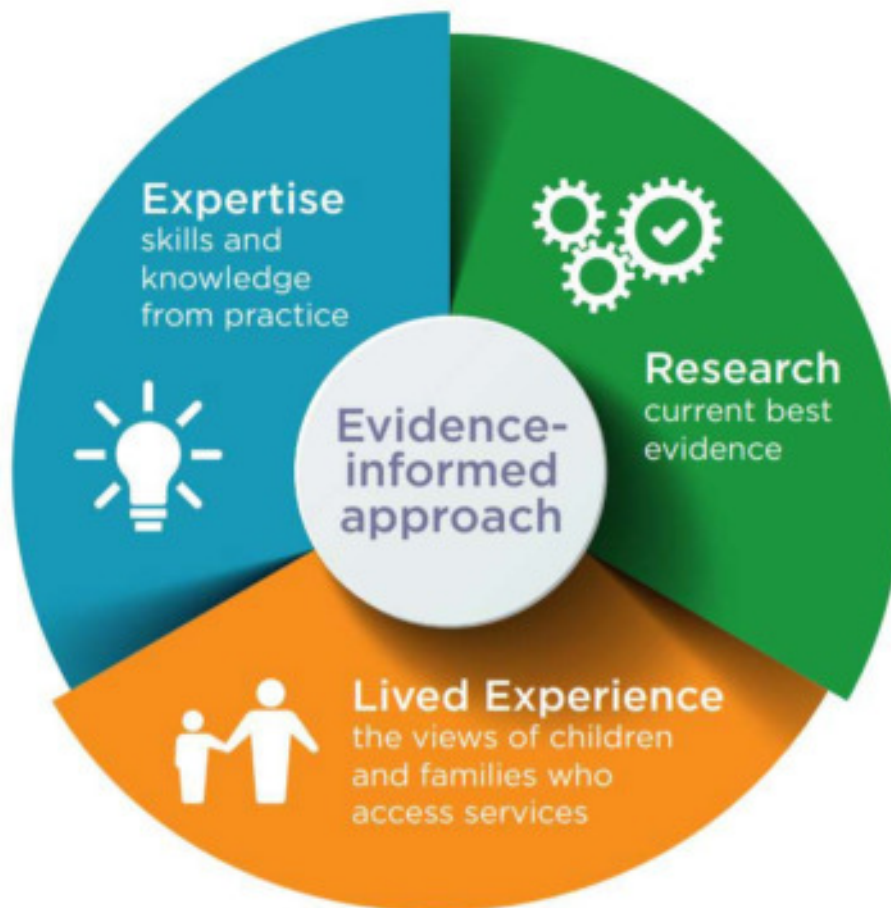 Expertise
skills and
knowledge
from practice
Research
current best
evidence
Evidence-
informed
approach
Lived Experience
the views of children
and families who
access services